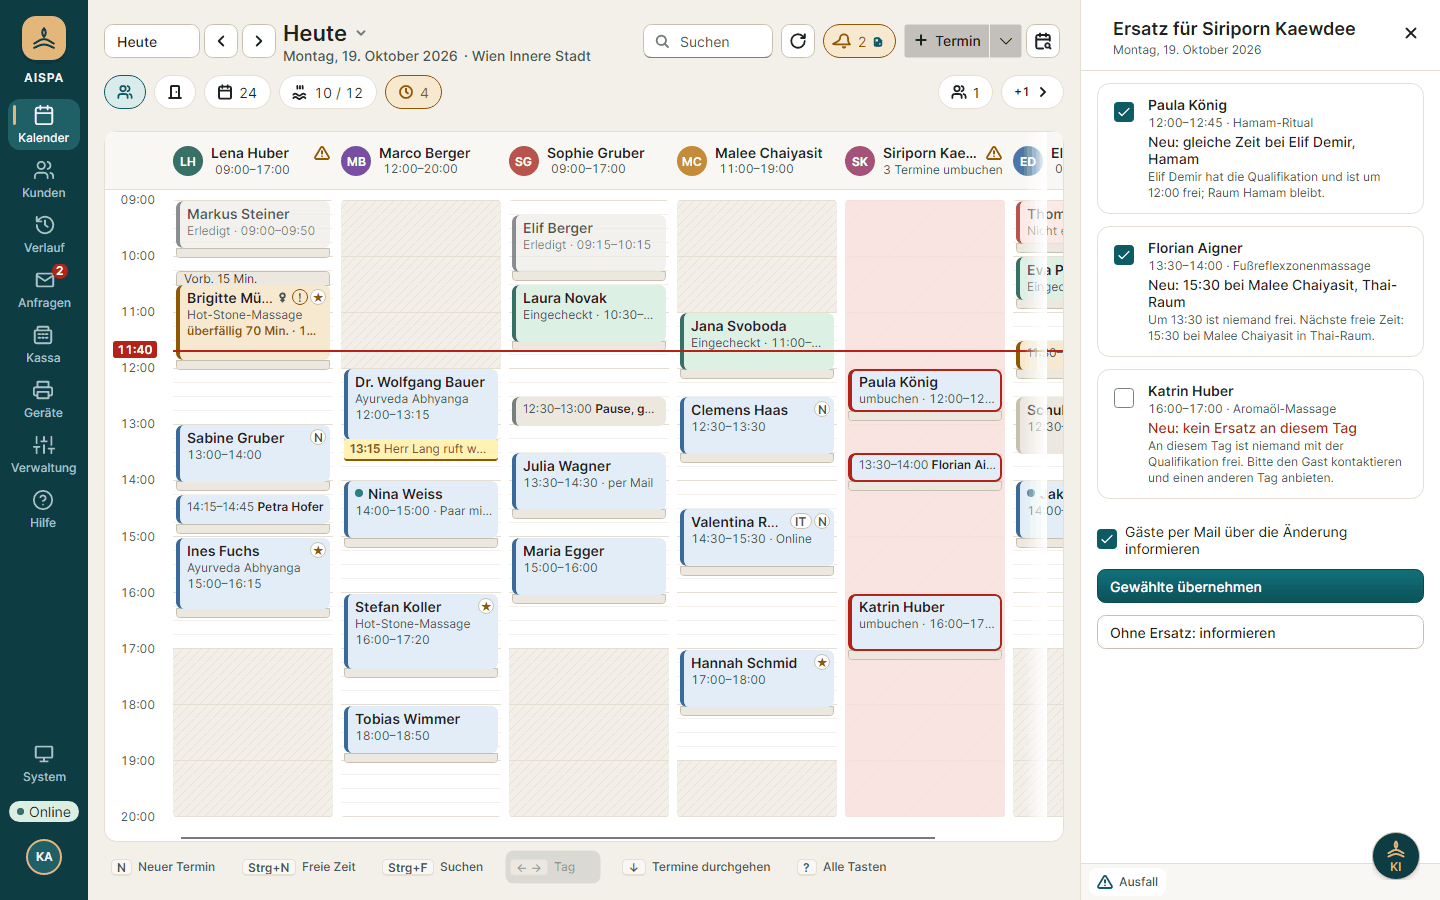 AISPA
Kalender
Kunden
Verlauf
2
Anfragen
Kassa
Geräte
Verwaltung
Hilfe
System
Online
KA
Heute
Heute
Montag, 19. Oktober 2026 · Wien Innere Stadt
Suchen
2
+ Termin
24
10 / 12
4
1
+1
LH
Lena Huber
09:00–17:00
MB
Marco Berger
12:00–20:00
SG
Sophie Gruber
09:00–17:00
MC
Malee Chaiyasit
11:00–19:00
SK
Siriporn Kae...
3 Termine umbuchen
ED
El
0
09:00
10:00
11:00
11:40
12:00
13:00
14:00
15:00
16:00
17:00
18:00
19:00
20:00
Markus Steiner
Erledigt · 09:00–09:50
Vorb. 15 Min.
Brigitte Mü...
Hot-Stone-Massage
überfällig 70 Min. · 1...
Sabine Gruber
N
13:00–14:00
14:15–14:45 Petra Hofer
Ines Fuchs
Ayurveda Abhyanga
15:00–16:15
Dr. Wolfgang Bauer
Ayurveda Abhyanga
12:00–13:15
13:15 Herr Lang ruft w...
Nina Weiss
14:00–15:00 · Paar mi...
Stefan Koller
Hot-Stone-Massage
16:00–17:20
Tobias Wimmer
18:00–18:50
Elif Berger
Erledigt · 09:15–10:15
Laura Novak
Eingecheckt · 10:30–...
12:30–13:00 Pause, g...
Julia Wagner
13:30–14:30 · per Mail
Maria Egger
15:00–16:00
Jana Svoboda
Eingecheckt · 11:00–...
Clemens Haas
N
12:30–13:30
Valentina R...
IT
N
14:30–15:30 · Online
Hannah Schmid
17:00–18:00
Paula König
umbuchen · 12:00–12...
13:30–14:00 Florian Ai...
Katrin Huber
umbuchen · 16:00–17...
Thom
Nicht e
Eva P
Eingec
11:30
Schul
12:30–
Jak
14:00–
N
Neuer Termin
Strg+N
Freie Zeit
Strg+F
Suchen
← →
Tag
↓
Termine durchgehen
?
Alle Tasten
Ersatz für Siriporn Kaewdee
Montag, 19. Oktober 2026
Paula König
12:00–12:45 · Hamam-Ritual
Neu: gleiche Zeit bei Elif Demir,
Hamam
Elif Demir hat die Qualifikation und ist um
12:00 frei; Raum Hamam bleibt.
Florian Aigner
13:30–14:00 · Fußreflexzonenmassage
Neu: 15:30 bei Malee Chaiyasit, Thai-
Raum
Um 13:30 ist niemand frei. Nächste freie Zeit:
15:30 bei Malee Chaiyasit in Thai-Raum.
Katrin Huber
16:00–17:00 · Aromaöl-Massage
Neu: kein Ersatz an diesem Tag
An diesem Tag ist niemand mit der
Qualifikation frei. Bitte den Gast kontaktieren
und einen anderen Tag anbieten.
Gäste per Mail über die Änderung
informieren
Gewählte übernehmen
Ohne Ersatz: informieren
KI
Ausfall